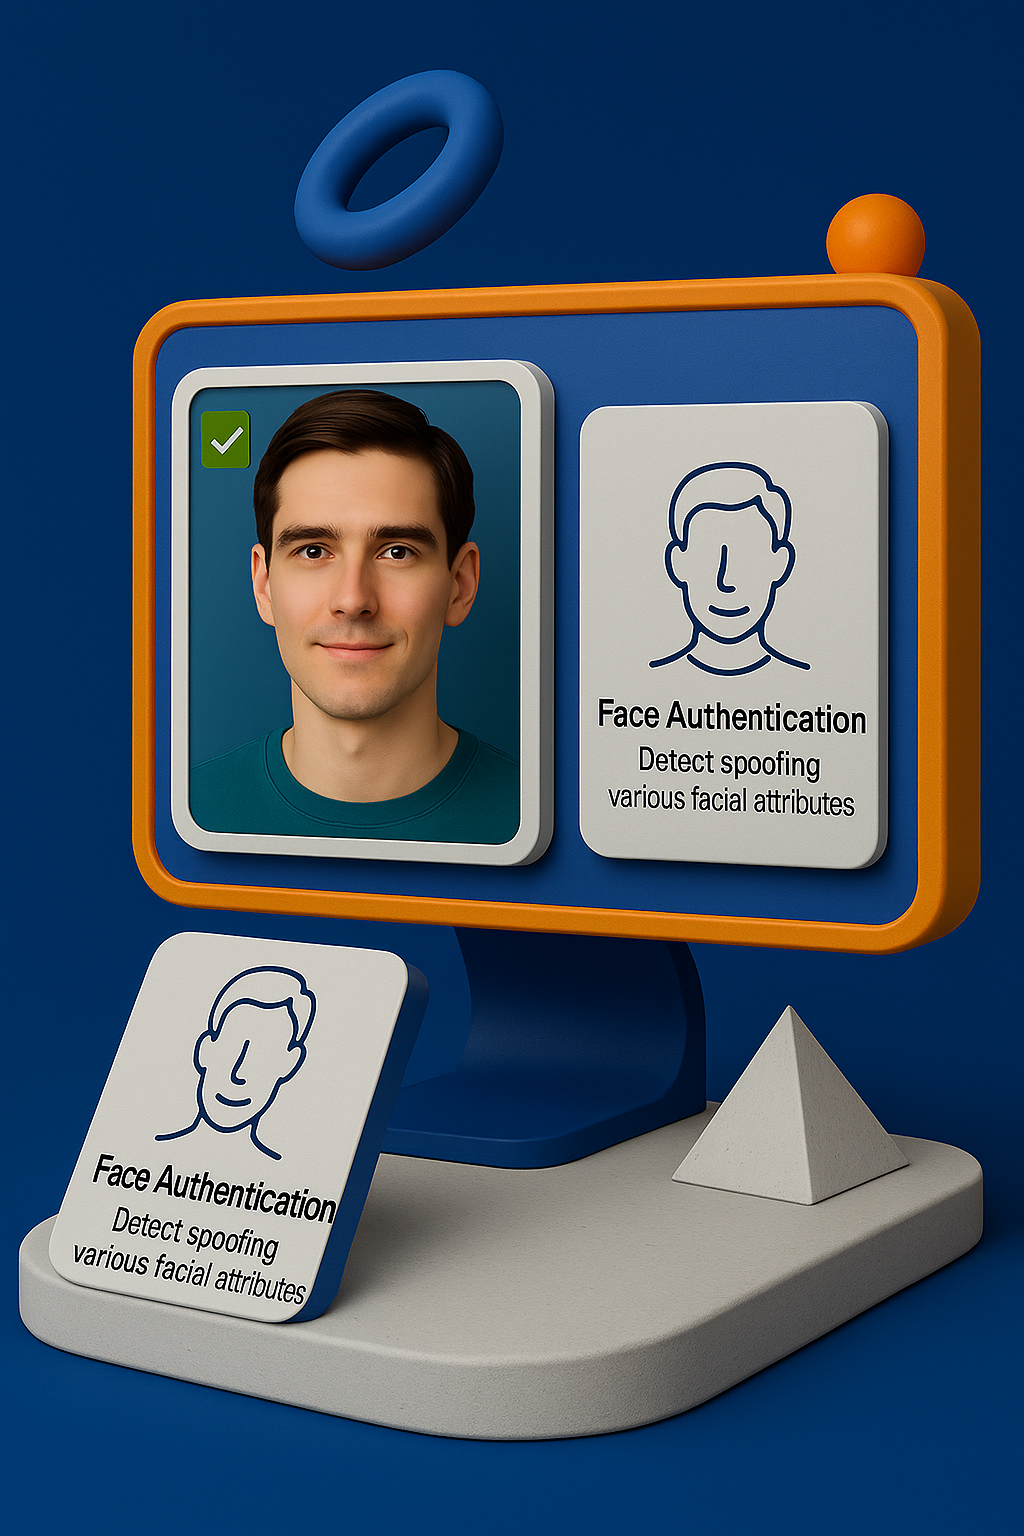 Face Authentication
Detect spoofing
various facial attributes
Face Authentication
Detect spoofing
various facial attributes